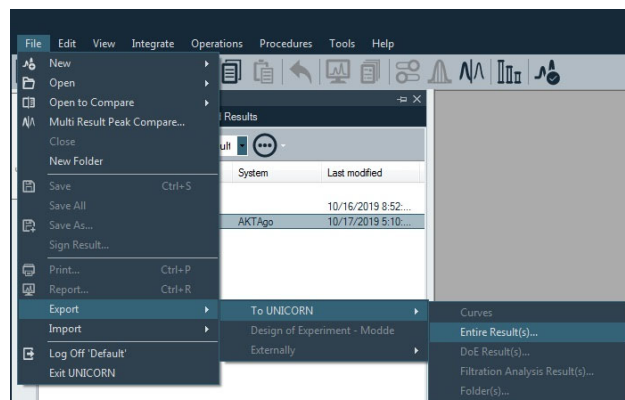 File Edit View Integrate Operations Procedures Tools Help
New
Open
Open to Compare
Multi Result Peak Compare...
Close
New Folder
Save Ctrl+S
Save All
Save As...
Sign Result...
Print... Ctrl+P
Report... Ctrl+R
Export
Import
Log Off 'Default'
Exit UNICORN
Results
System Last modified
10/16/2019 8:52:...
AKTAgo 10/17/2019 5:10:...
To UNICORN
Design of Experiment - Modde
Externally
Curves
Entire Result(s)...
DoE Result(s)...
Filtration Analysis Result(s)...
Folder(s)...